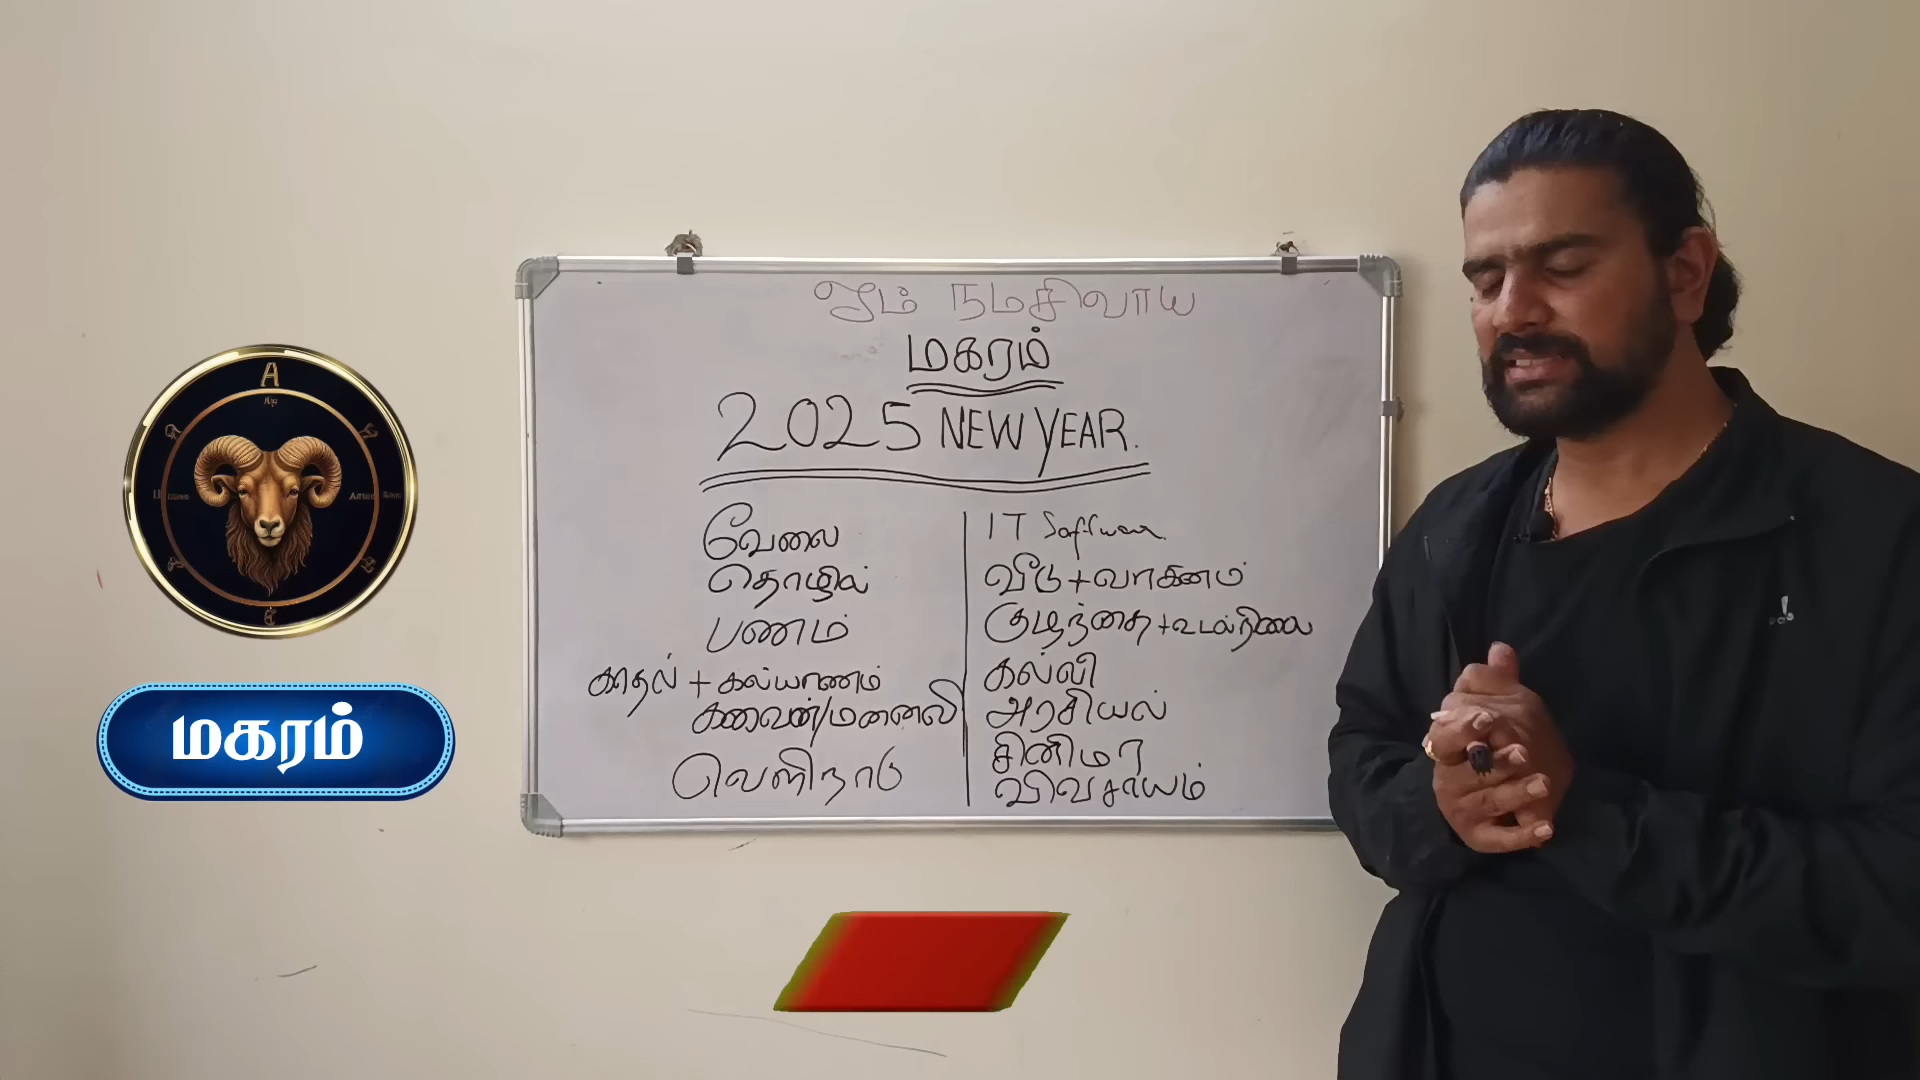 ஓம் நமசிவாய
மகரம்
2025 NEW YEAR.
வேலை
தொழில்
பணம்
காதல் + கல்யாணம்
கணவன்/மனைவி
வெளிநாடு
IT Software
வீடு + வாகனம்
குழந்தை + உடல்நிலை
கல்வி
அரசியல்
சினிமா
விவசாயம்
மகரம்